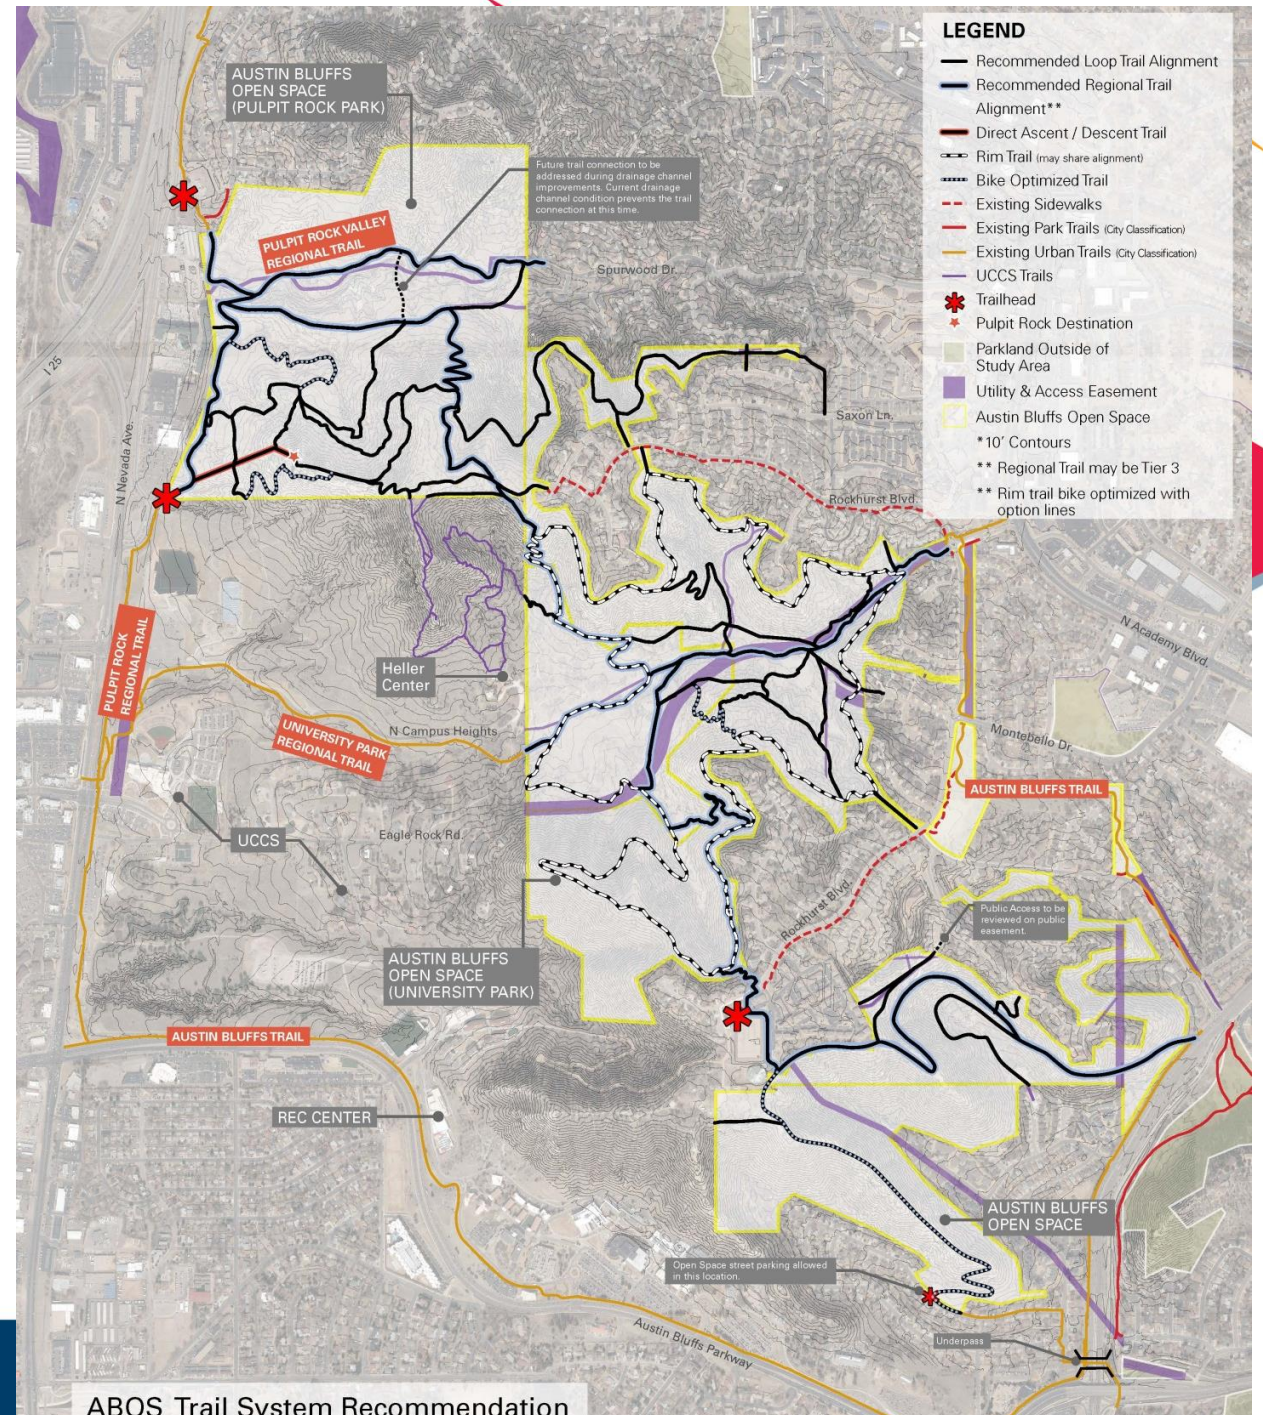 LEGEND
Recommended Loop Trail Alignment
Recommended Regional Trail
Alignment**
Direct Ascent / Descent Trail
Rim Trail (may share alignment)
Bike Optimized Trail
Existing Sidewalks
Existing Park Trails (City Classification)
Existing Urban Trails (City Classification)
UCCS Trails
Trailhead
Pulpit Rock Destination
Parkland Outside of
Study Area
Utility & Access Easement
Austin Bluffs Open Space
*10' Contours
** Regional Trail may be Tier 3
** Rim trail bike optimized with
option lines
AUSTIN BLUFFS
OPEN SPACE
(PULPIT ROCK PARK)
Future trail connection to be
addressed during drainage channel
improvements. Current drainage
channel condition prevents the trail
connection at this time.
PULPIT ROCK VALLEY
REGIONAL TRAIL
Spurwood Dr.
I 25
N Nevada Ave.
Saxon Ln.
Rockhurst Blvd.
N Academy Blvd.
PULPIT ROCK
REGIONAL TRAIL
Heller
Center
UNIVERSITY PARK
REGIONAL TRAIL
N Campus Heights
Montebello Dr.
AUSTIN BLUFFS TRAIL
UCCS
Eagle Rock Rd.
Rockhurst Blvd.
Public Access to be
reviewed on public
easement.
AUSTIN BLUFFS
OPEN SPACE
(UNIVERSITY PARK)
AUSTIN BLUFFS TRAIL
REC CENTER
AUSTIN BLUFFS
OPEN SPACE
Open Space street parking allowed
in this location.
Underpass
Austin Bluffs Parkway
ABOS Trail System Recommendation